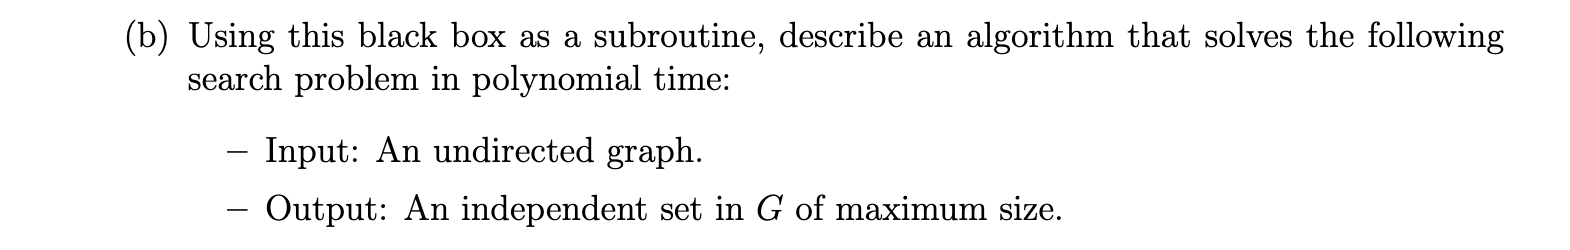 (b) Using this black box as a subroutine, describe an algorithm that solves the following
search problem in polynomial time:
– Input: An undirected graph.
– Output: An independent set in G of maximum size.